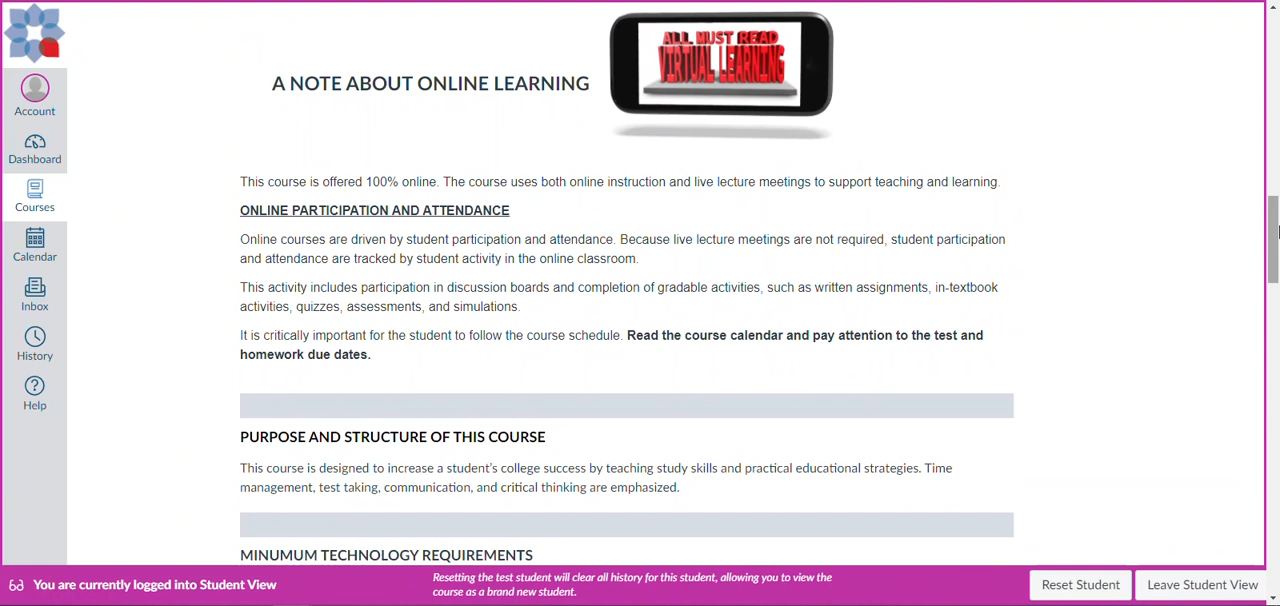 ALL MUST READ
VIRTUAL LEARNING
A NOTE ABOUT ONLINE LEARNING
Account
Dashboard
Courses
Calendar
Inbox
History
Help
This course is offered 100% online. The course uses both online instruction and live lecture meetings to support teaching and learning.
ONLINE PARTICIPATION AND ATTENDANCE
Online courses are driven by student participation and attendance. Because live lecture meetings are not required, student participation
and attendance are tracked by student activity in the online classroom.
This activity includes participation in discussion boards and completion of gradable activities, such as written assignments, in-textbook
activities, quizzes, assessments, and simulations.
It is critically important for the student to follow the course schedule. Read the course calendar and pay attention to the test and
homework due dates.
PURPOSE AND STRUCTURE OF THIS COURSE
This course is designed to increase a student's college success by teaching study skills and practical educational strategies. Time
management, test taking, communication, and critical thinking are emphasized.
MINUMUM TECHNOLOGY REQUIREMENTS
You are currently logged into Student View
Resetting the test student will clear all history for this student, allowing you to view the
course as a brand new student.
Reset Student
Leave Student View